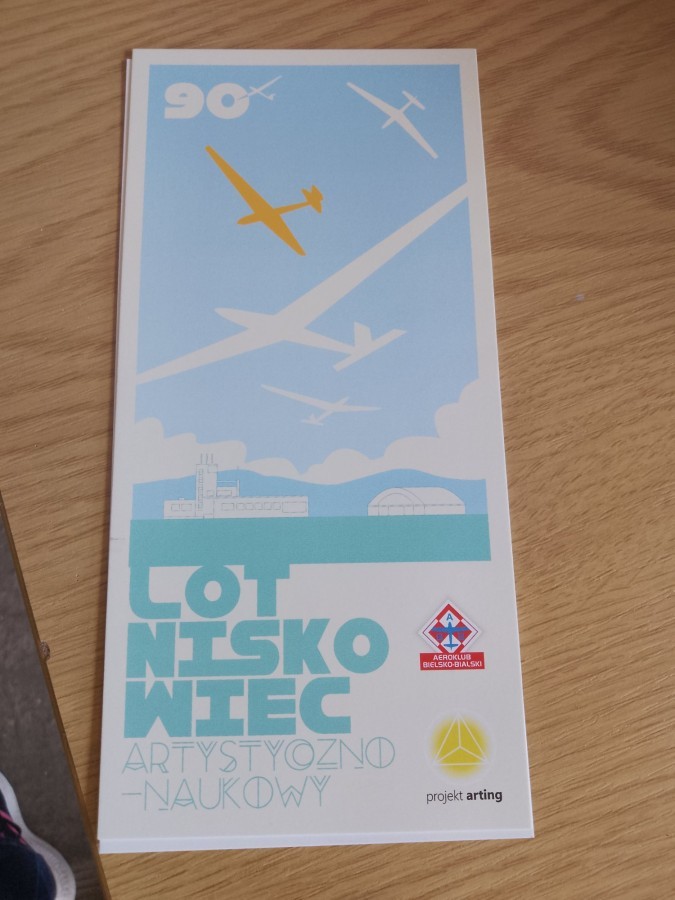 90
LOT
NISKO
WIEC
ARTYSTYCZNO
-NAUKOWY
A
AEROKLUB
BIELSKO-BIALSKI
projekt arting